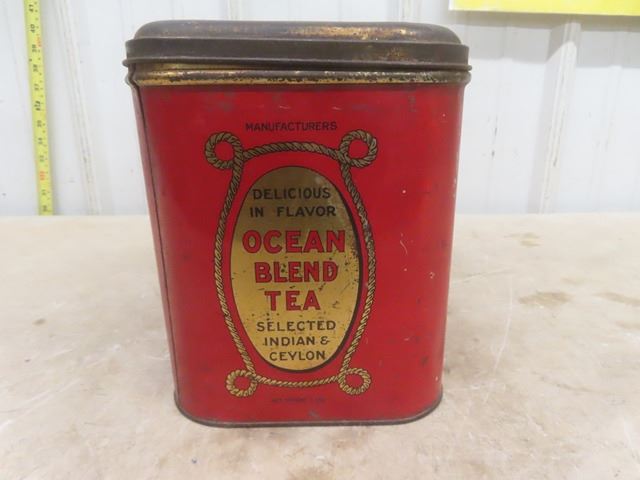 MANUFACTURERS
DELICIOUS
IN FLAVOR
OCEAN
BLEND
TEA
SELECTED
INDIAN &
CEYLON